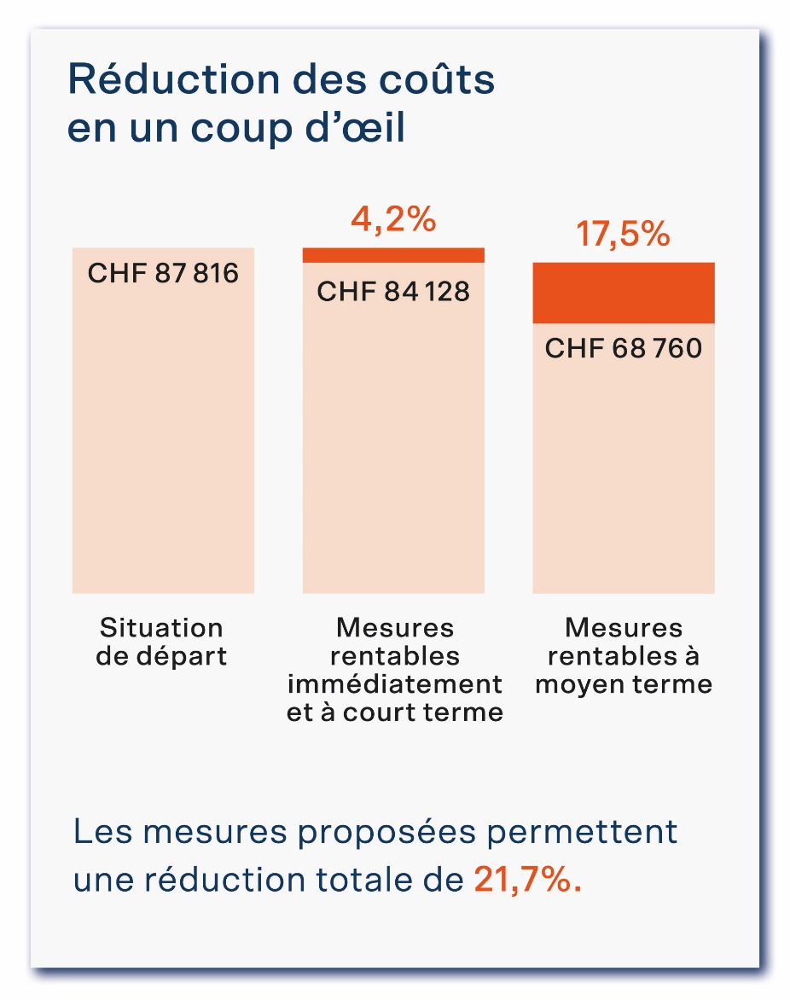 Réduction des coûts
en un coup d’œil
4,2%
17,5%
CHF 87 816
CHF 84 128
CHF 68 760
Situation
de départ
Mesures
rentables
immédiatement
et à court terme
Mesures
rentables à
moyen terme
Les mesures proposées permettent
une réduction totale de 21,7%.